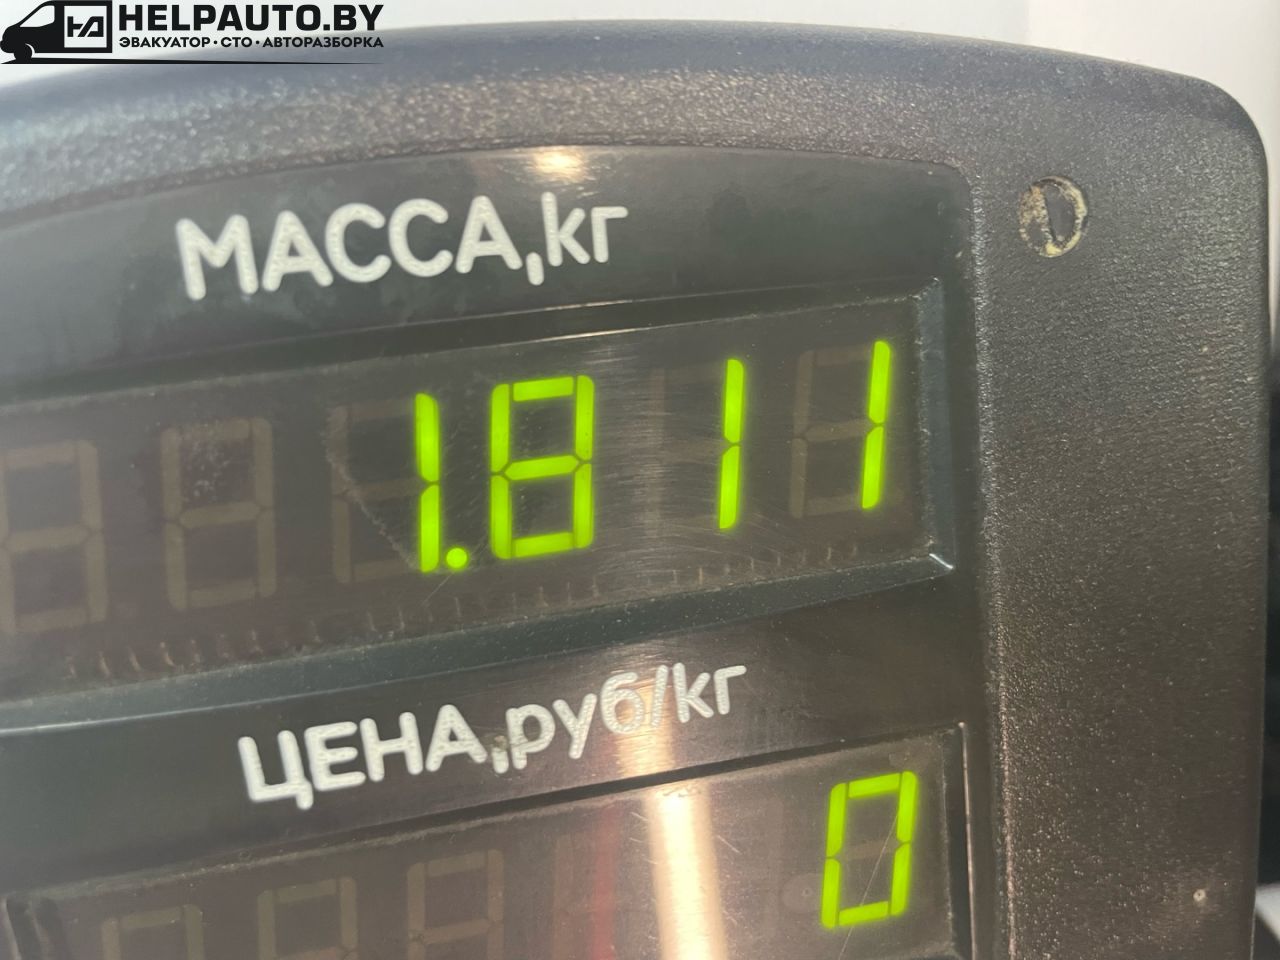 HELPAUTO.BY
ЭВАКУАТОР · СТО · АВТОРАЗБОРКА
МАССА,кг
1.811
ЦЕНА,руб/кг
0